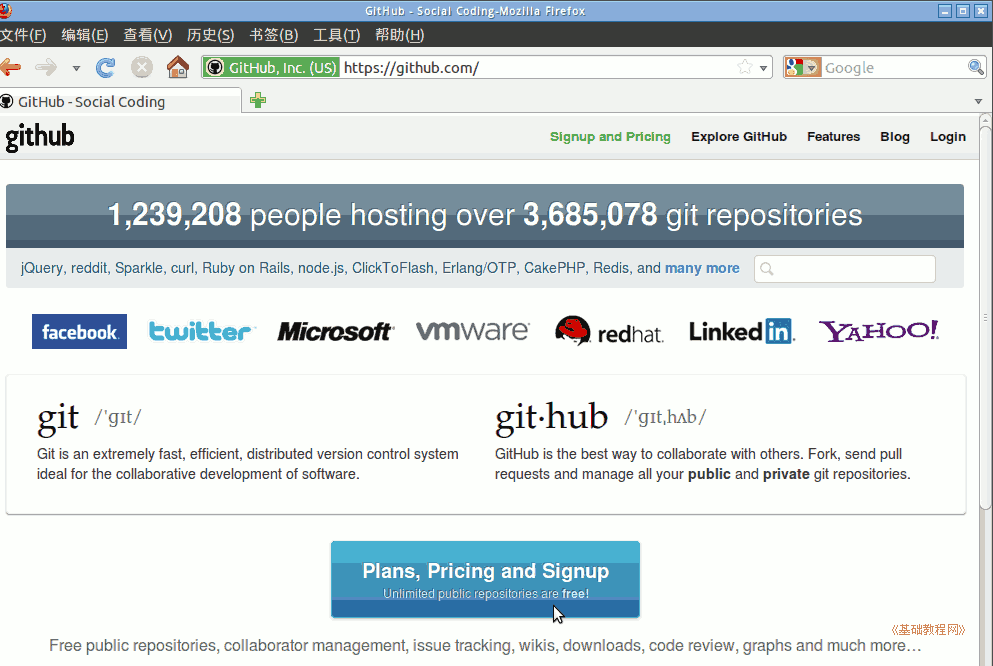 GitHub - Social Coding-Mozilla Firefox
文件(F) 编辑(E) 查看(V) 历史(S) 书签(B) 工具(T) 帮助(H)
GitHub, Inc. (US) https://github.com/ Google
GitHub - Social Coding
github Signup and Pricing Explore GitHub Features Blog Login
1,239,208 people hosting over 3,685,078 git repositories
jQuery, reddit, Sparkle, curl, Ruby on Rails, node.js, ClickToFlash, Erlang/OTP, CakePHP, Redis, and many more
facebook. twitter Microsoft vmware redhat. Linked in. YAHOO!
git /'gɪt/
Git is an extremely fast, efficient, distributed version control system
ideal for the collaborative development of software.
git·hub /'gɪt,hʌb/
GitHub is the best way to collaborate with others. Fork, send pull
requests and manage all your public and private git repositories.
Plans, Pricing and Signup
Unlimited public repositories are free!
《基础教程网》
Free public repositories, collaborator management, issue tracking, wikis, downloads, code review, graphs and much more…